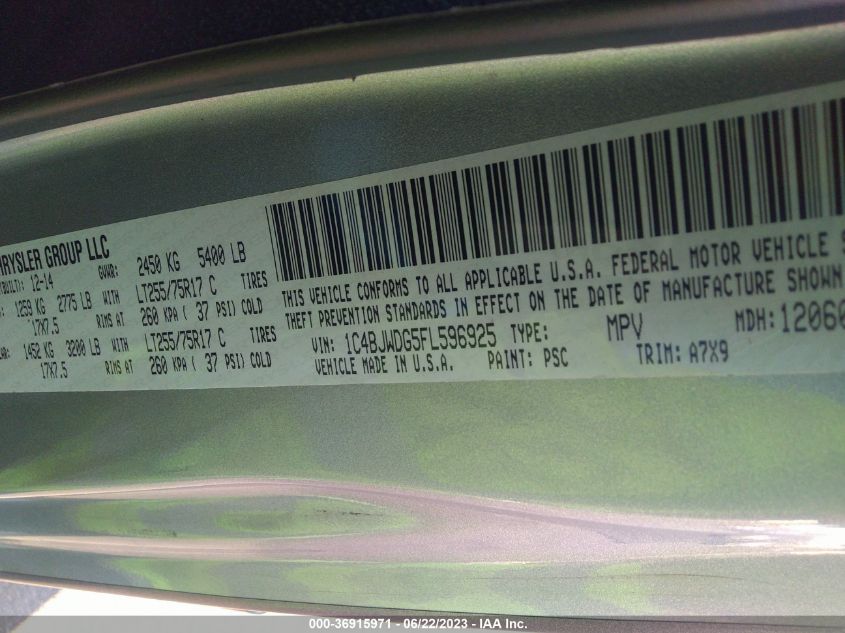 HRYSLER GROUP LLC
BUILT: 12-14 GVWR: 2450 KG 5400 LB
1259 KG 2775 LB WITH LT255/75R17 C TIRES
17X7.5 RIMS AT 260 KPA ( 37 PSI) COLD
AR: 1452 KG 3200 LB WITH LT255/75R17 C TIRES
17X7.5 RIMS AT 260 KPA ( 37 PSI) COLD
THIS VEHICLE CONFORMS TO ALL APPLICABLE U.S.A. FEDERAL MOTOR VEHICLE S
THEFT PREVENTION STANDARDS IN EFFECT ON THE DATE OF MANUFACTURE SHOWN
VIN: 1C4BJWDG5FL596925 TYPE: MPV MDH: 12060
VEHICLE MADE IN U.S.A. PAINT: PSC TRIM: A7X9
000-36915971 - 06/22/2023 - IAA Inc.